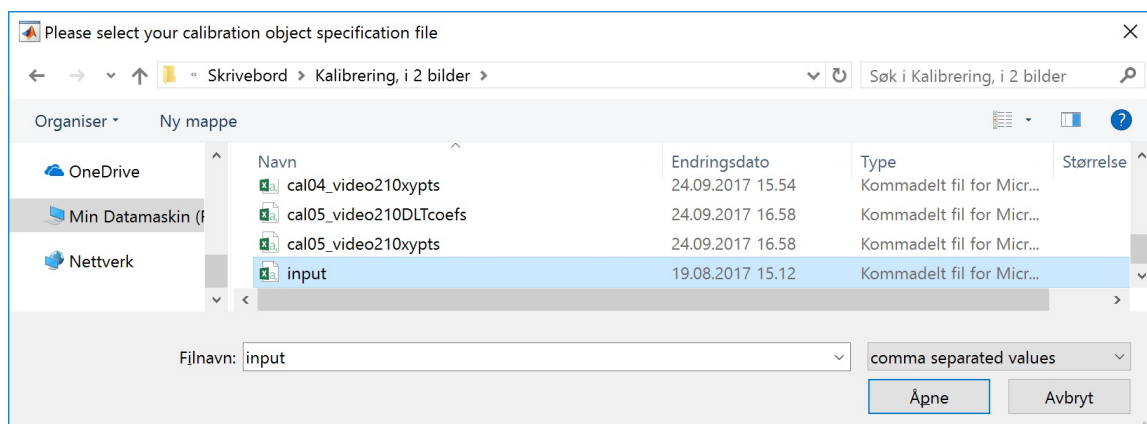 Please select your calibration object specification file
« Skrivebord > Kalibrering, i 2 bilder >
Søk i Kalibrering, i 2 bilder
Organiser
Ny mappe
OneDrive
Min Datamaskin (
Nettverk
Navn Endringsdato Type Størrelse
cal04_video210xypts 24.09.2017 15.54 Kommadelt fil for Micr...
cal05_video210DLTcoefs 24.09.2017 16.58 Kommadelt fil for Micr...
cal05_video210xypts 24.09.2017 16.58 Kommadelt fil for Micr...
input 19.08.2017 15.12 Kommadelt fil for Micr...
Filnavn: input
comma separated values
Åpne Avbryt